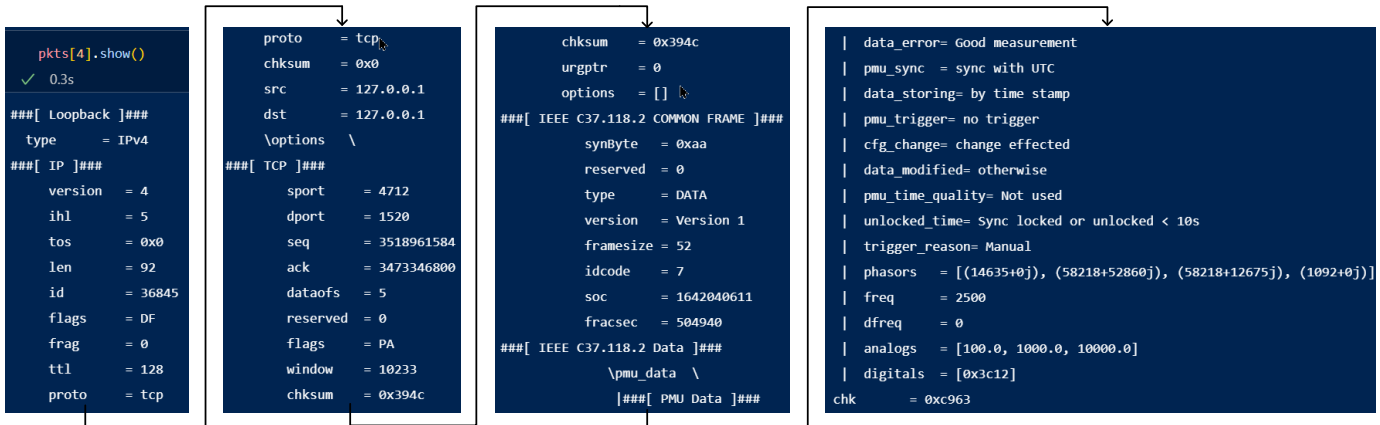 pkts[4].show()
✓ 0.3s
###[ Loopback ]###
type = IPv4
###[ IP ]###
version = 4
ihl = 5
tos = 0x0
len = 92
id = 36845
flags = DF
frag = 0
ttl = 128
proto = tcp
proto = tcp
chksum = 0x0
src = 127.0.0.1
dst = 127.0.0.1
\options \
###[ TCP ]###
sport = 4712
dport = 1520
seq = 3518961584
ack = 3473346800
dataofs = 5
reserved = 0
flags = PA
window = 10233
chksum = 0x394c
chksum = 0x394c
urgptr = 0
options = []
###[ IEEE C37.118.2 COMMON FRAME ]###
synByte = 0xaa
reserved = 0
type = DATA
version = Version 1
framesize = 52
idcode = 7
soc = 1642040611
fracsec = 504940
###[ IEEE C37.118.2 Data ]###
\pmu_data \
|###[ PMU Data ]###
| data_error= Good measurement
| pmu_sync = sync with UTC
| data_storing= by time stamp
| pmu_trigger= no trigger
| cfg_change= change effected
| data_modified= otherwise
| pmu_time_quality= Not used
| unlocked_time= Sync locked or unlocked < 10s
| trigger_reason= Manual
| phasors = [(14635+0j), (58218+52860j), (58218+12675j), (1092+0j)]
| freq = 2500
| dfreq = 0
| analogs = [100.0, 1000.0, 10000.0]
| digitals = [0x3c12]
chk = 0xc963